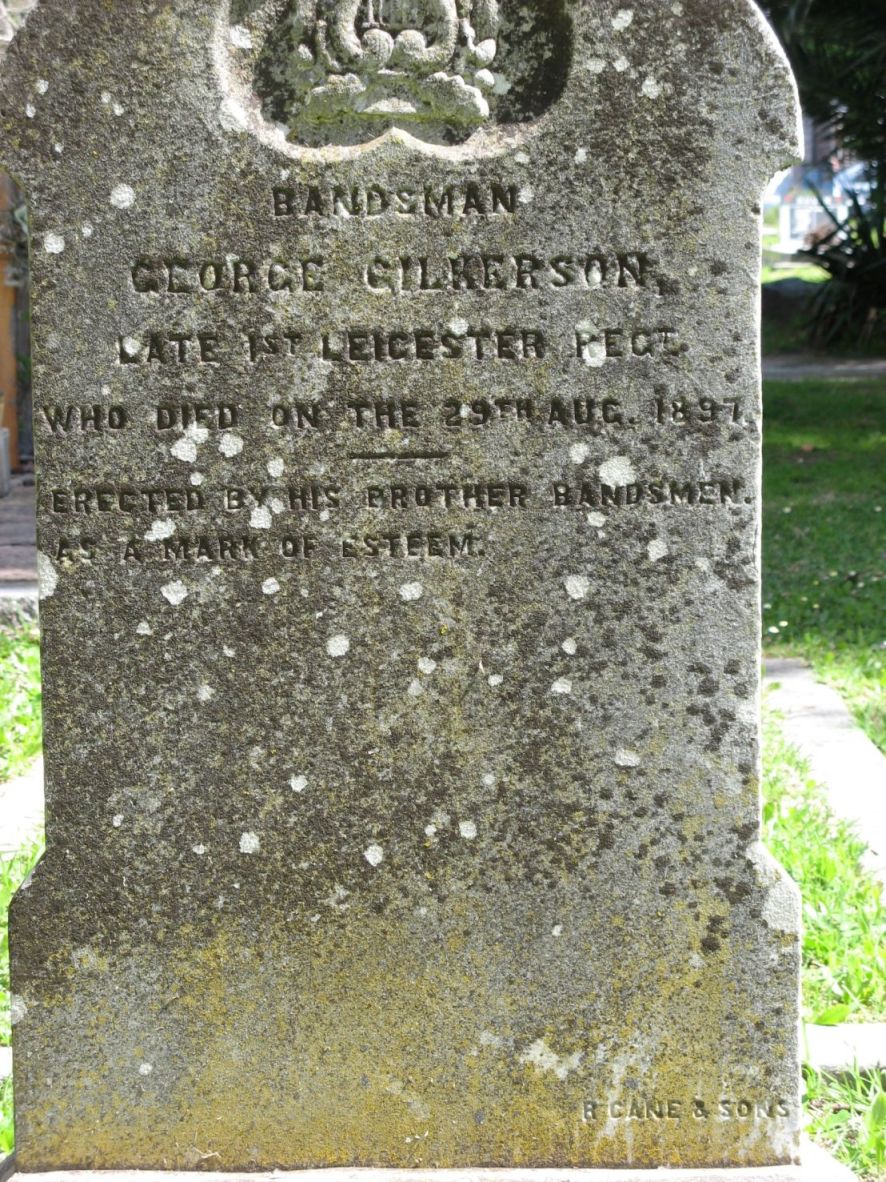 BANDSMAN
GEORGE GILKERSON,
LATE 1ST LEICESTER REGT.
WHO DIED ON THE 29TH AUG. 1897.
ERECTED BY HIS BROTHER BANDSMEN.
AS A MARK OF ESTEEM.
R CANE & SONS